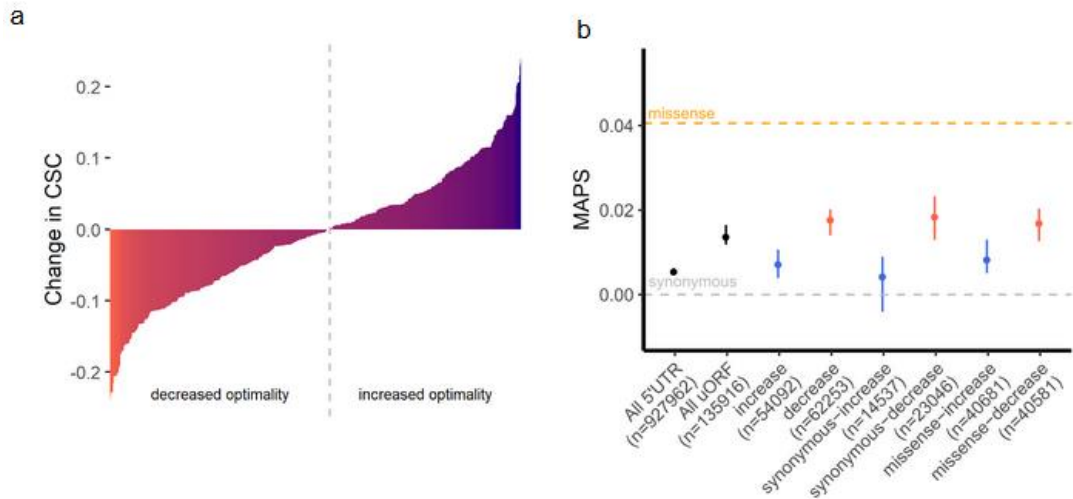 a
Change in CSC
0.2
0.1
0.0
-0.1
-0.2
decreased optimality
increased optimality
b
MAPS
0.04
0.02
0.00
missense
synonymous
All 5'UTR
(n=927962)
All uORF
(n=135916)
increase
(n=54092)
decrease
(n=62253)
synonymous-increase
(n=14537)
synonymous-decrease
(n=23046)
missense-increase
(n=40681)
missense-decrease
(n=40581)